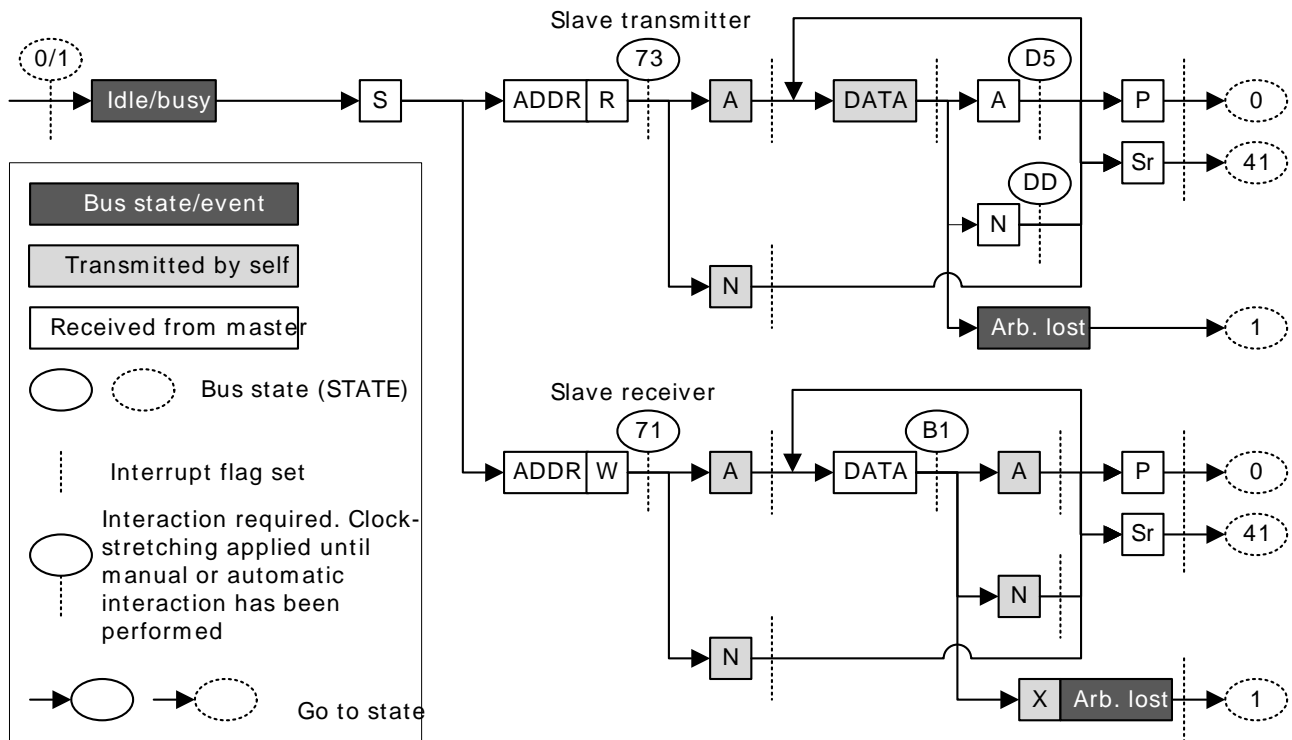 Slave transmitter
0/1
73
D5
Idle/busy
S
ADDR R
A
DATA
A
P
0
Sr
41
DD
N
N
Arb. lost
1
Bus state/event
Transmitted by self
Received from master
Bus state (STATE)
Interrupt flag set
Interaction required. Clock-
stretching applied until
manual or automatic
interaction has been
performed
Go to state
Slave receiver
71
B1
ADDR W
A
DATA
A
P
0
Sr
41
N
N
X Arb. lost
1